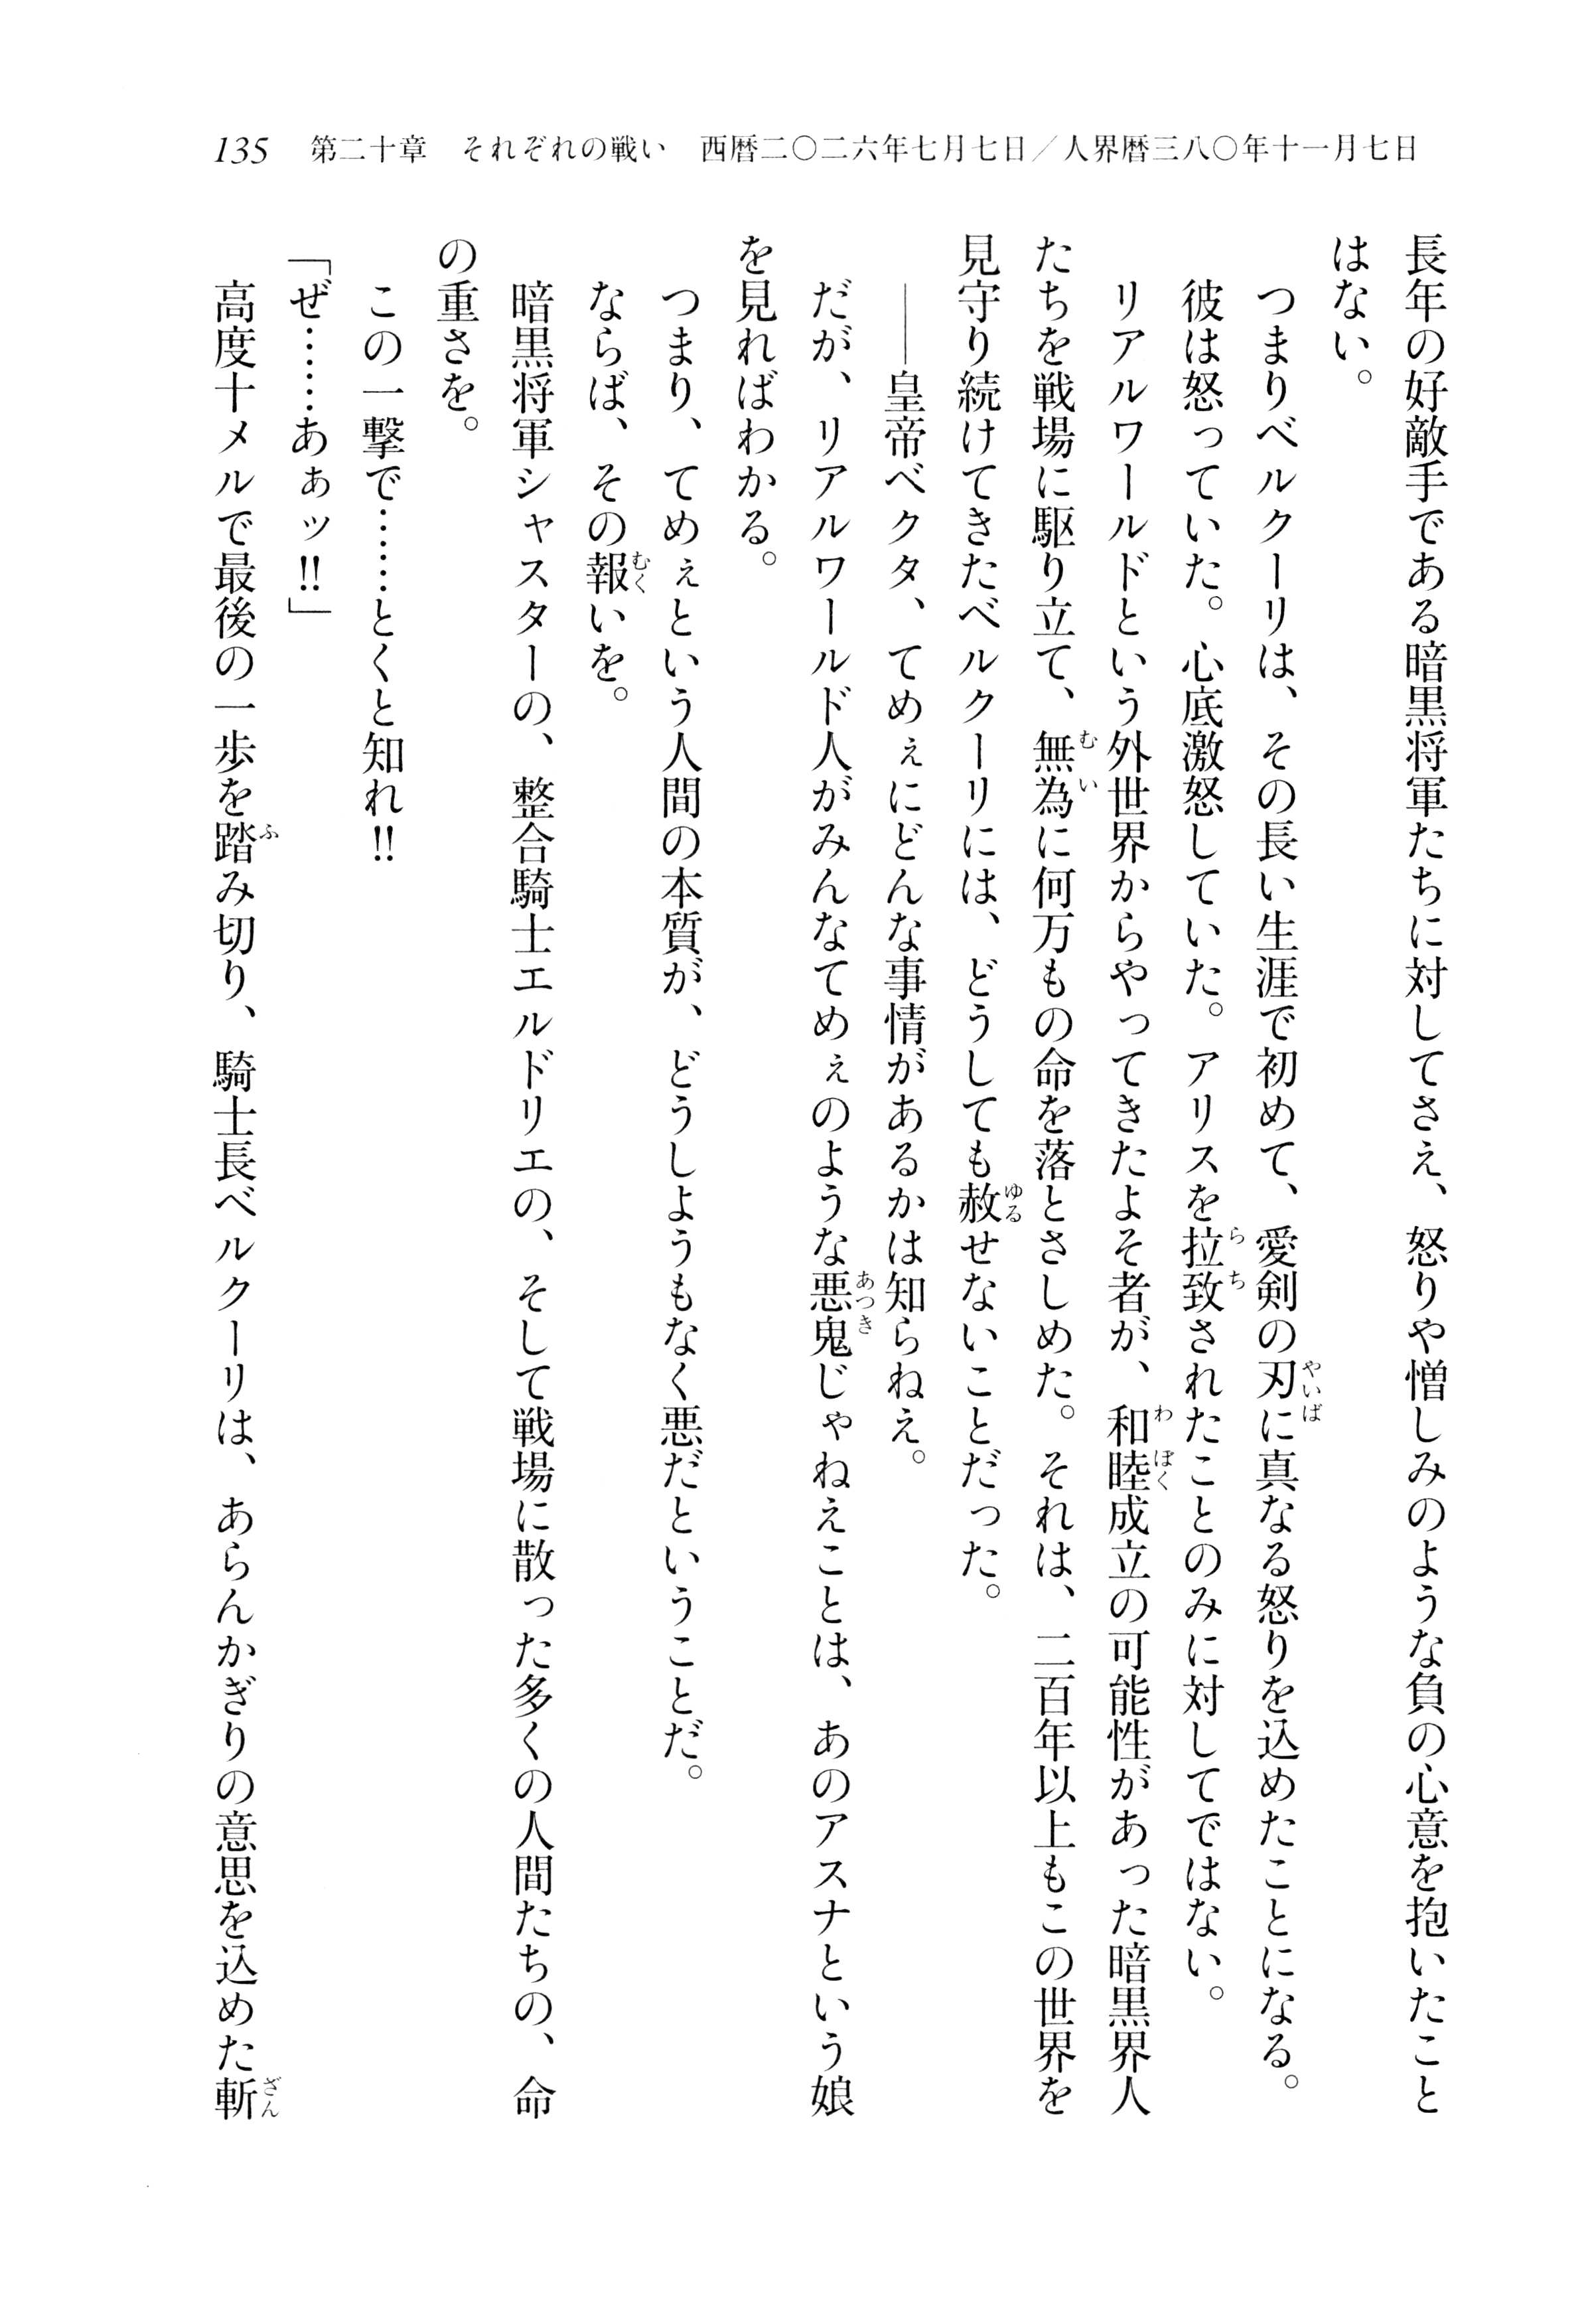 135　第二十章　それぞれの戦い　西暦二〇二六年七月七日／人界暦三八〇年十一月七日
長年の好敵手である暗黒将軍たちに対してさえ、怒りや憎しみのような負の心意を抱いたこと
はない。
　つまりベルクーリは、その長い生涯で初めて、愛剣の刃に真なる怒りを込めたことになる。
　彼は怒っていた。心底激怒していた。アリスを拉致されたことのみに対してではない。
　リアルワールドという外世界からやってきたよそ者が、和睦成立の可能性があった暗黒界人
たちを戦場に駆り立て、無為に何万もの命を落とさしめた。それは、二百年以上もこの世界を
見守り続けてきたベルクーリには、どうしても赦せないことだった。
　――皇帝ベクタ、てめぇにどんな事情があるかは知らねえ。
　だが、リアルワールド人がみんなてめぇのような悪鬼じゃねえことは、あのアスナという娘
を見ればわかる。
　つまり、てめぇという人間の本質が、どうしようもなく悪だということだ。
　ならば、その報いを。
　暗黒将軍シャスターの、整合騎士エルドリエの、そして戦場に散った多くの人間たちの、命
の重さを。
　この一撃で……とくと知れ!!
「ぜ……あぁッ!!」
　高度十メルで最後の一歩を踏み切り、騎士長ベルクーリは、あらんかぎりの意思を込めた斬